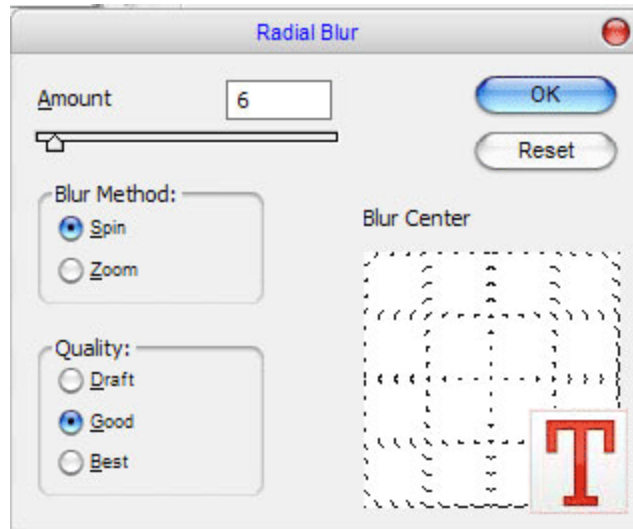 Radial Blur
Amount 6
OK
Reset
Blur Method:
Spin
Zoom
Blur Center
Quality:
Draft
Good
Best
T